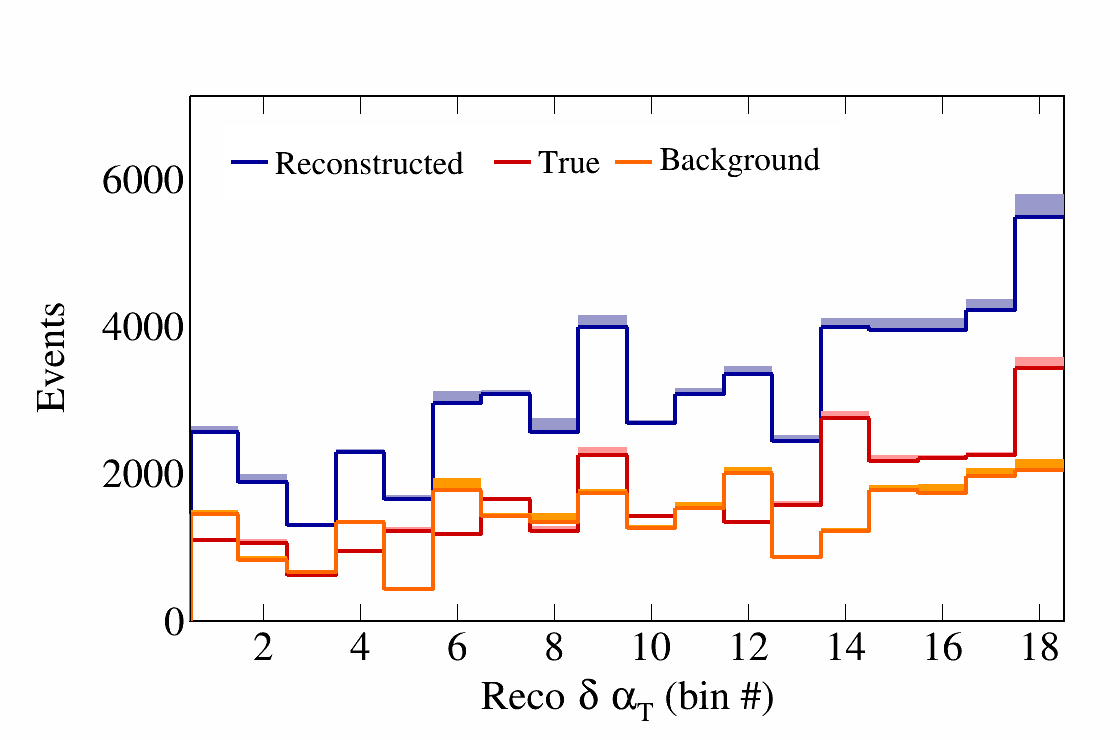 Reconstructed True Background
6000
4000
2000
0
Events
2 4 6 8 10 12 14 16 18
Reco δ α_T (bin #)